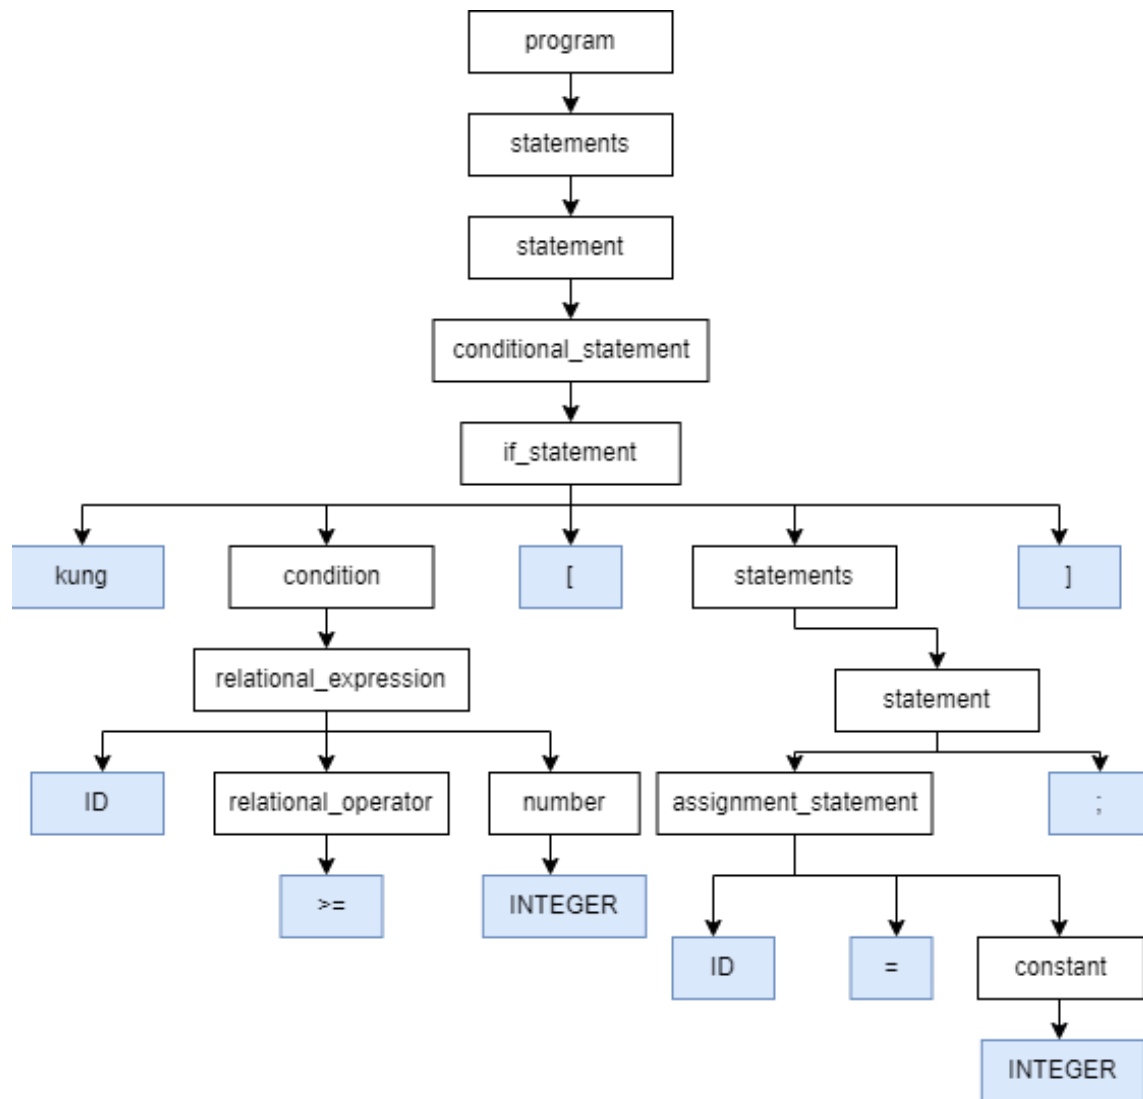 program
statements
statement
conditional_statement
if_statement
kung
condition
[
statements
]
relational_expression
statement
ID
relational_operator
number
assignment_statement
;
>=
INTEGER
ID
=
constant
INTEGER